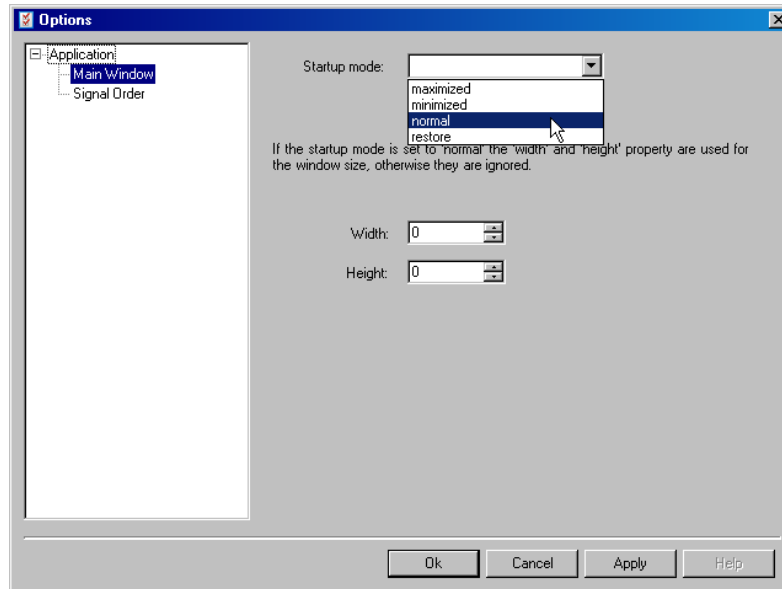 Options
Application
Main Window
Signal Order
Startup mode:
maximized
minimized
normal
restore
If the startup mode is set to 'normal' the 'width' and 'height' property are used for
the window size, otherwise they are ignored.
Width: 0
Height: 0
Ok Cancel Apply Help